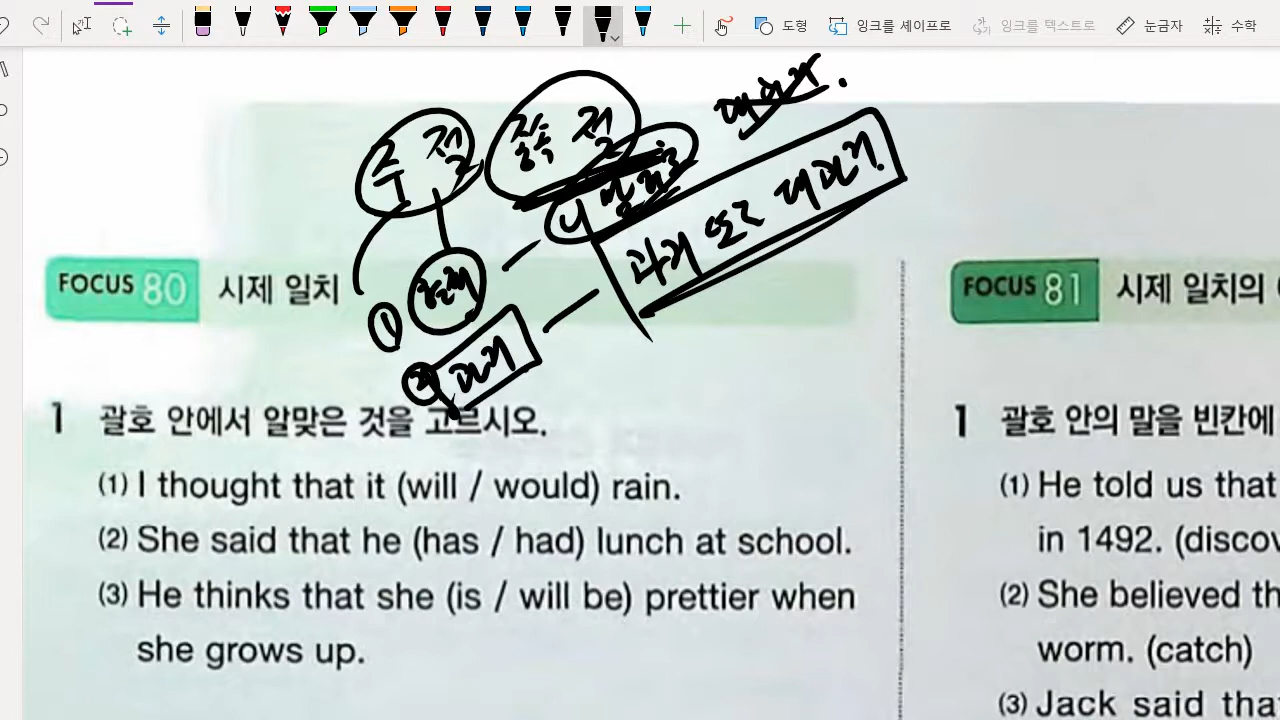 도형
잉크를 셰이프로
잉크를 텍스트로
눈금자
수학
주 절
종속 절
과거 또는 대과거.
① 현재
② 과거
FOCUS 80 시제 일치
1 괄호 안에서 알맞은 것을 고르시오.
(1) I thought that it (will / would) rain.
(2) She said that he (has / had) lunch at school.
(3) He thinks that she (is / will be) prettier when
she grows up.
FOCUS 81 시제 일치의
1 괄호 안의 말을 빈칸에
(1) He told us that
in 1492. (discov
(2) She believed th
worm. (catch)
(3) Jack said tha